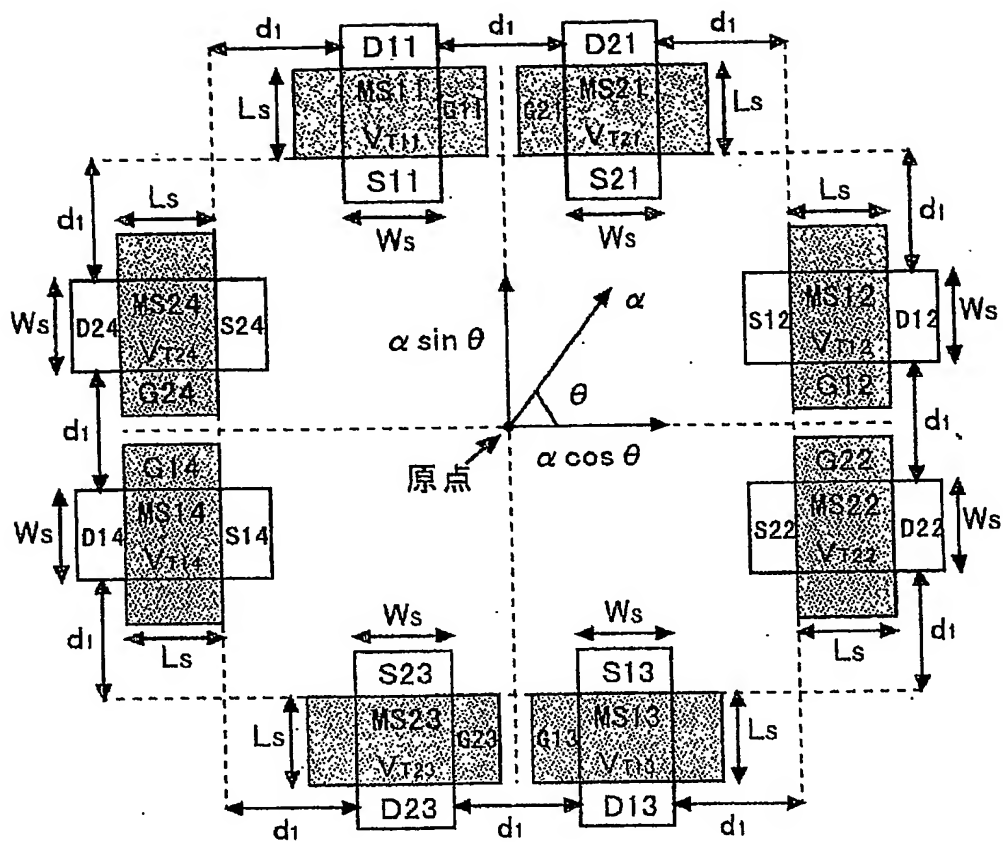 d1 d1 d1
D11 D21
Ls MS11 G11 G21 MS21 Ls
VT11 VT21
S11 S21
d1 Ls Ws Ws Ls d1
Ws D24 MS24 S24 S12 MS12 D12 Ws
VT24 VT12
G24 G12
α sin θ α
θ
d1 d1
原点 α cos θ
G14 G22
Ws D14 MS14 S14 S22 MS22 D22 Ws
VT14 VT22
d1 Ls Ws Ws Ls d1
S23 S13
Ls MS23 G23 G13 MS13 Ls
VT23 VT13
D23 D13
d1 d1 d1